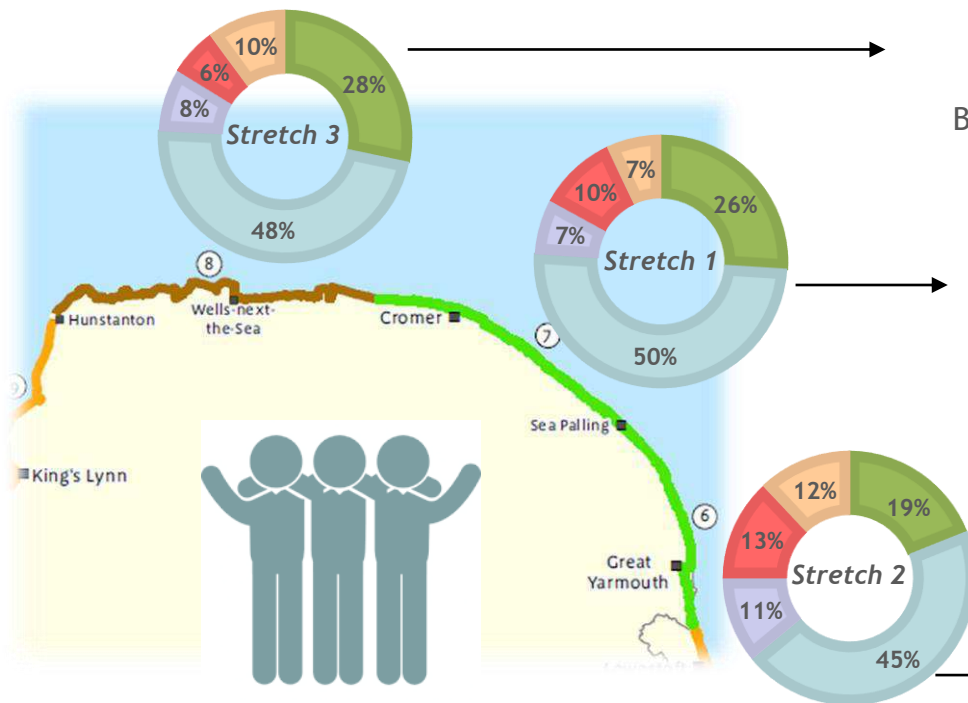 10%
6%
28%
8%
Stretch 3
48%
B
7%
10%
26%
7%
Stretch 1
50%
8
Hunstanton
Wells-next-
the-Sea
Cromer
7
9
Sea Palling
King's Lynn
6
Great
Yarmouth
12%
19%
13%
Stretch 2
11%
45%